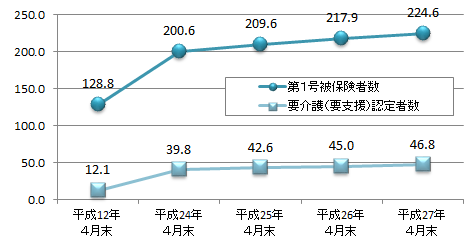 250.0
200.0
150.0
100.0
50.0
0.0
128.8
200.6
209.6
217.9
224.6
第1号被保険者数
要介護(要支援)認定者数
12.1
39.8
42.6
45.0
46.8
平成12年
4月末
平成24年
4月末
平成25年
4月末
平成26年
4月末
平成27年
4月末